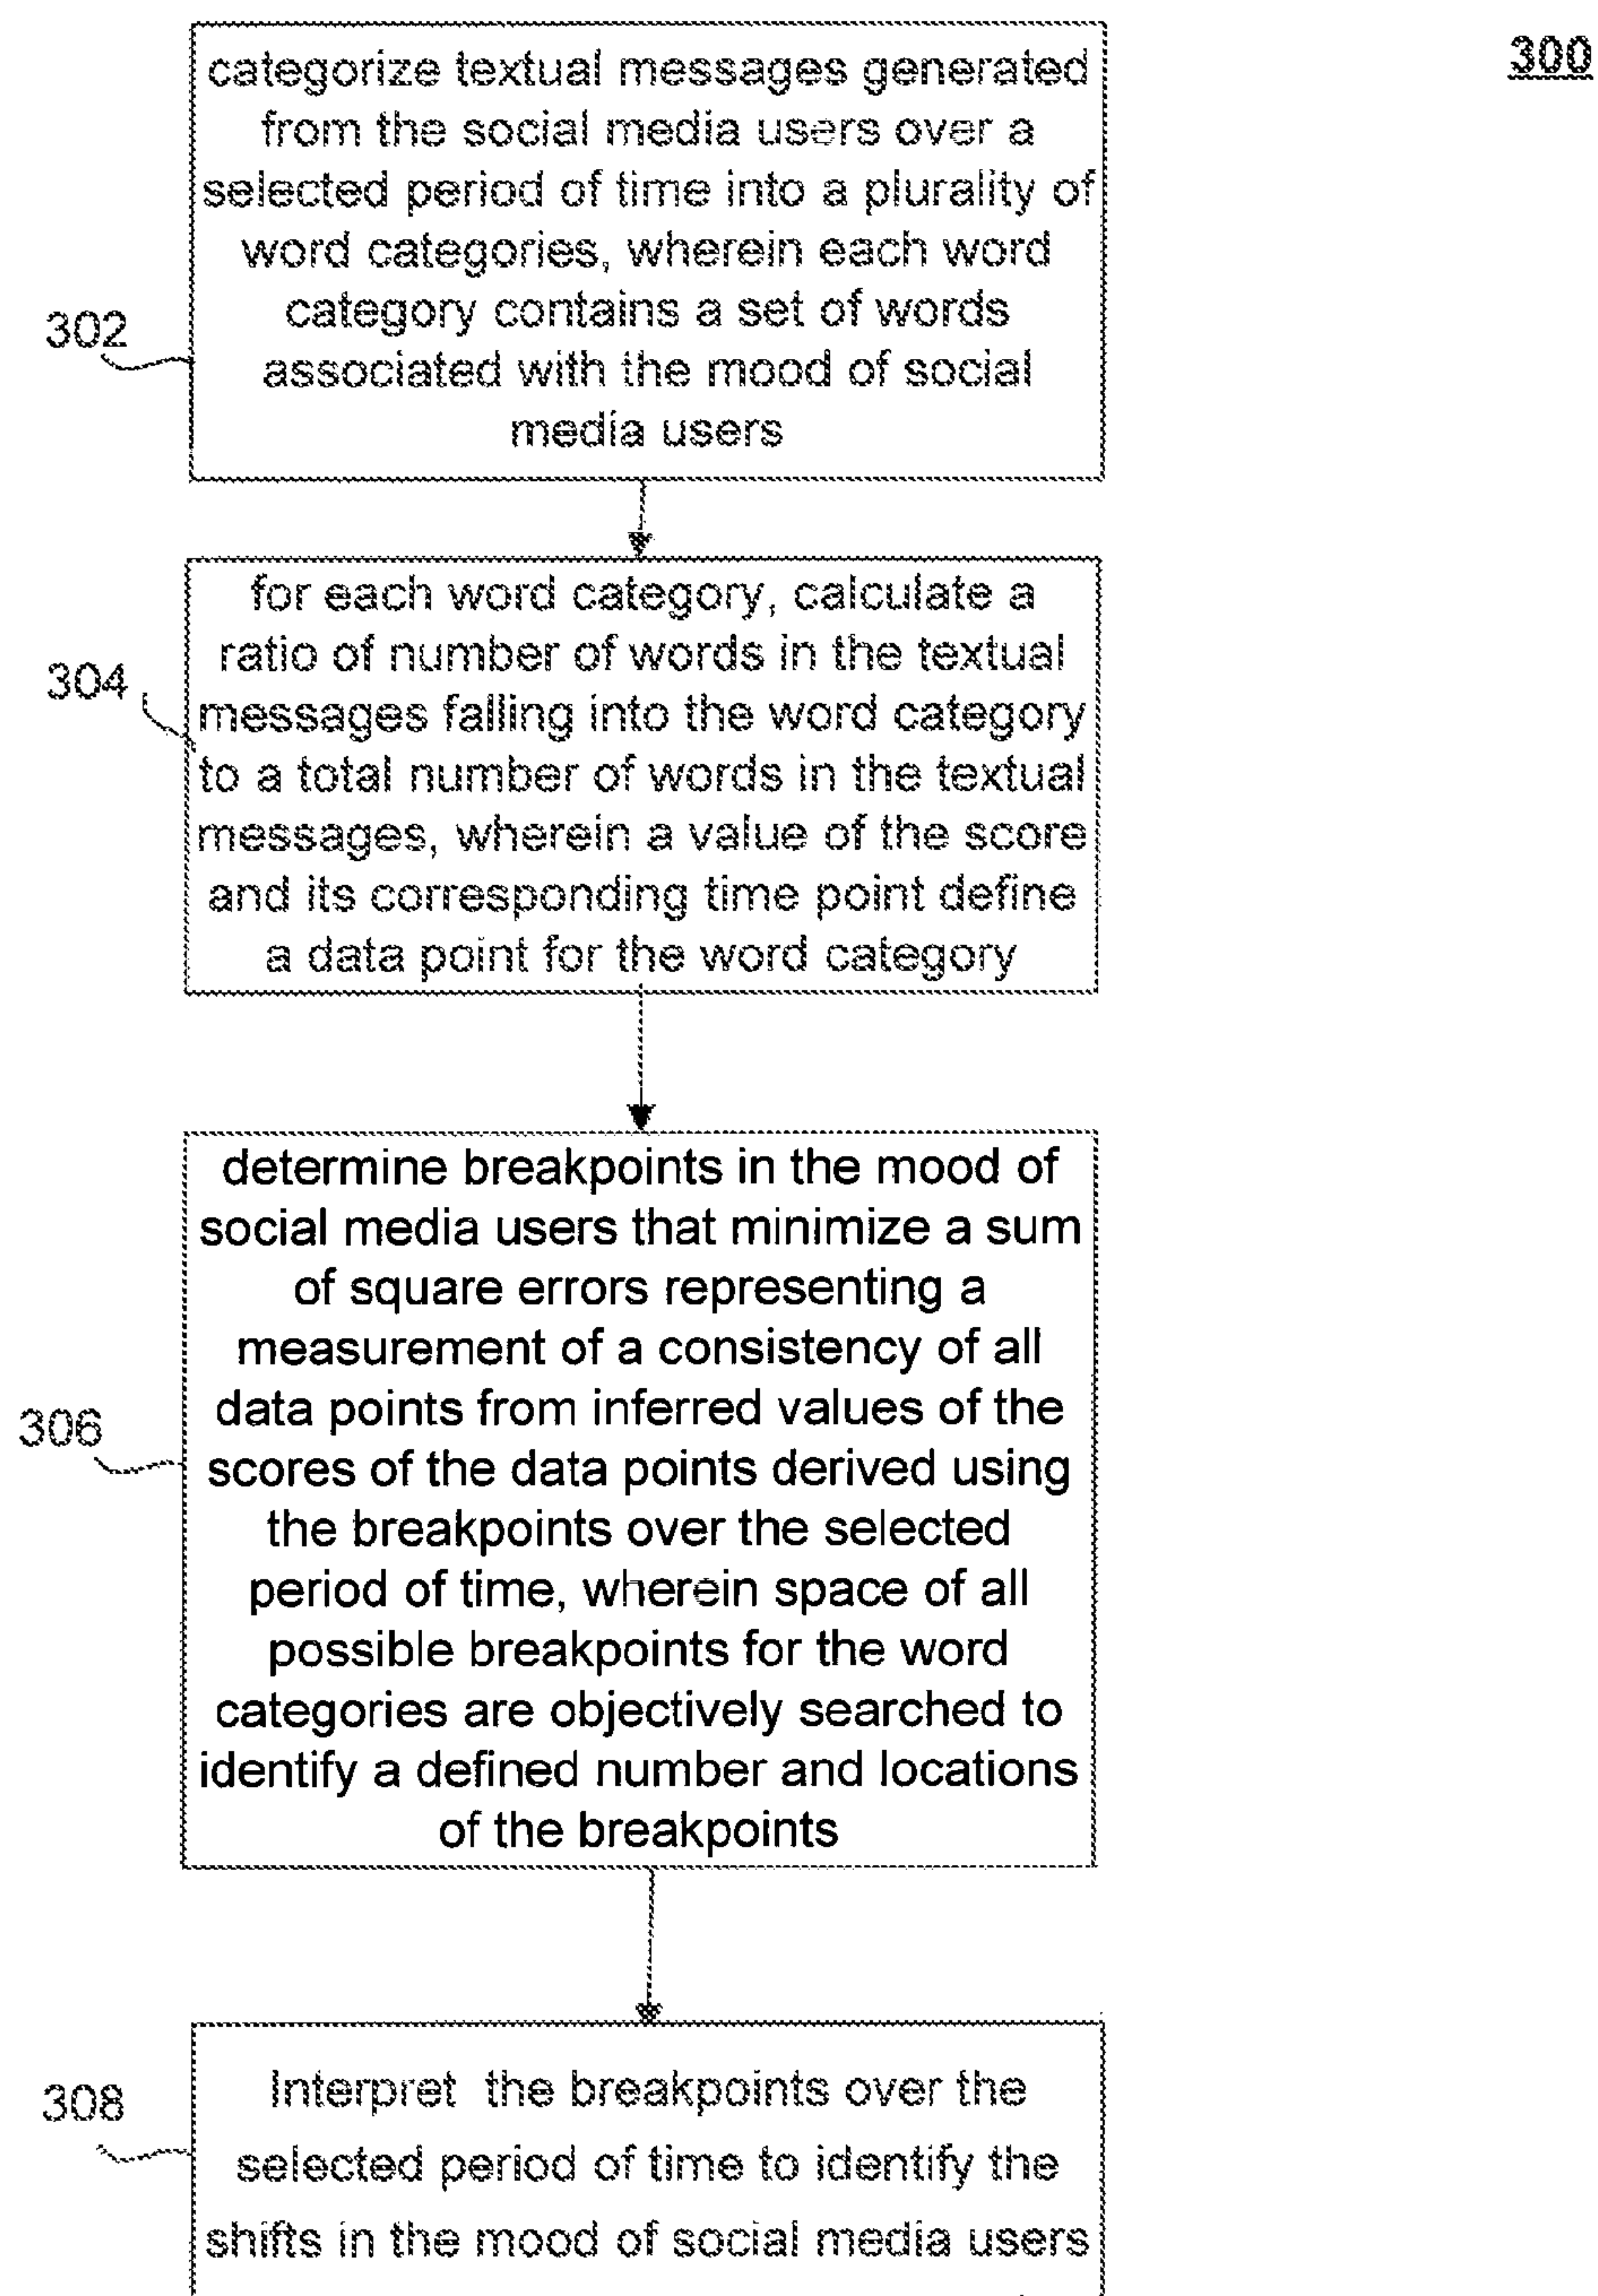 300
categorize textual messages generated
from the social media users over a
selected period of time into a plurality of
word categories, wherein each word
category contains a set of words
associated with the mood of social
media users
302
for each word category, calculate a
ratio of number of words in the textual
messages falling into the word category
to a total number of words in the textual
messages, wherein a value of the score
and its corresponding time point define
a data point for the word category
304
determine breakpoints in the mood of
social media users that minimize a sum
of square errors representing a
measurement of a consistency of all
data points from inferred values of the
scores of the data points derived using
the breakpoints over the selected
period of time, wherein space of all
possible breakpoints for the word
categories are objectively searched to
identify a defined number and locations
of the breakpoints
306
Interpret the breakpoints over the
selected period of time to identify the
shifts in the mood of social media users
308